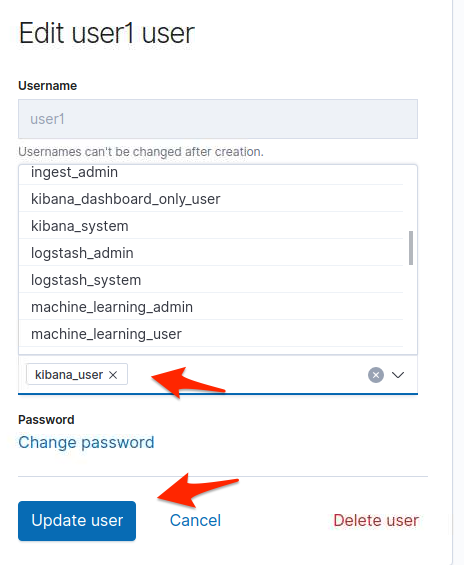 Edit user1 user
Username
user1
Usernames can't be changed after creation.
ingest_admin
kibana_dashboard_only_user
kibana_system
logstash_admin
logstash_system
machine_learning_admin
machine_learning_user
kibana_user
Password
Change password
Update user Cancel Delete user